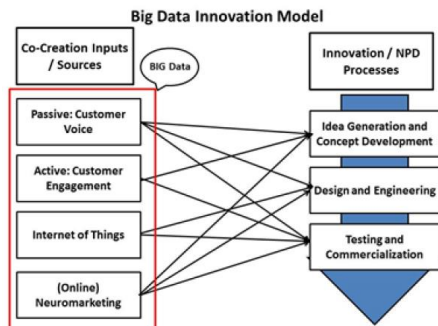 Big Data Innovation Model
Co-Creation Inputs
/ Sources
BIG Data
Innovation / NPD
Processes
Passive: Customer
Voice
Active: Customer
Engagement
Internet of Things
(Online)
Neuromarketing
Idea Generation and
Concept Development
Design and Engineering
Testing and
Commercialization